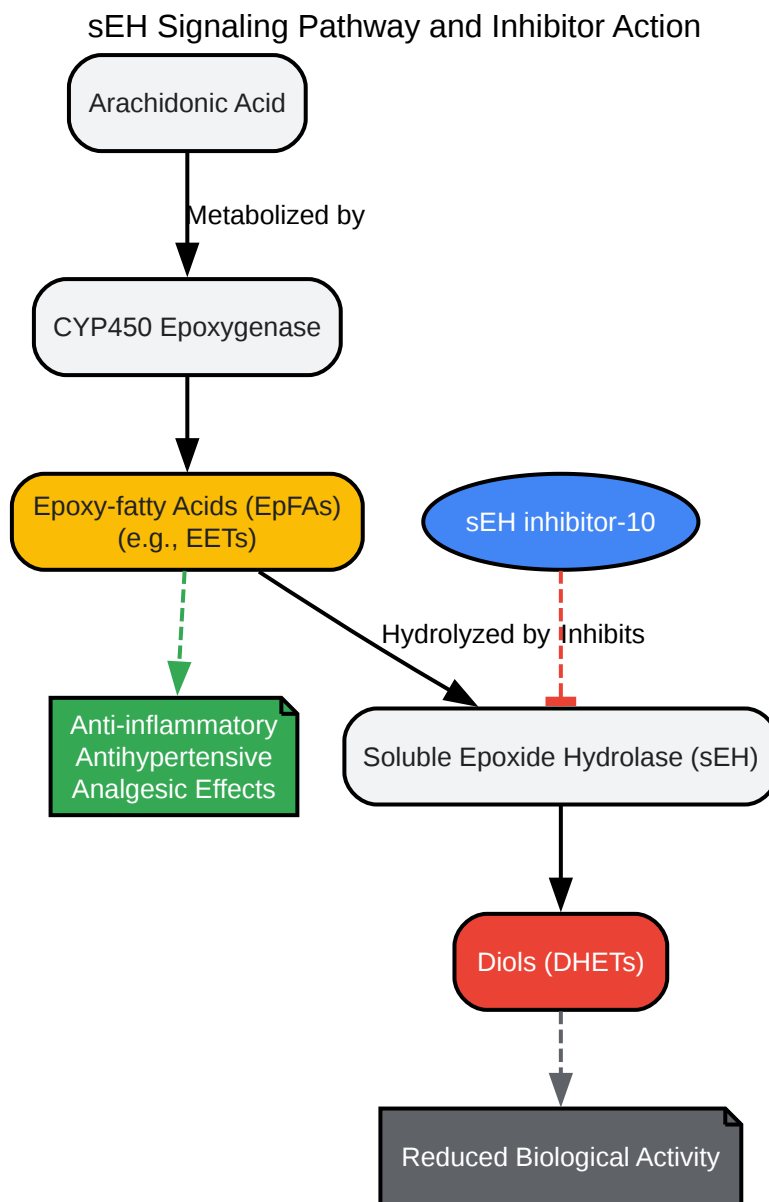 sEH Signaling Pathway and Inhibitor Action
Arachidonic Acid
Metabolized by
CYP450 Epoxygenase
Epoxy-fatty Acids (EpFAs)
(e.g., EETs)
sEH inhibitor-10
Hydrolyzed by
Inhibits
Anti-inflammatory
Antihypertensive
Analgesic Effects
Soluble Epoxide Hydrolase (sEH)
Diols (DHETs)
Reduced Biological Activity